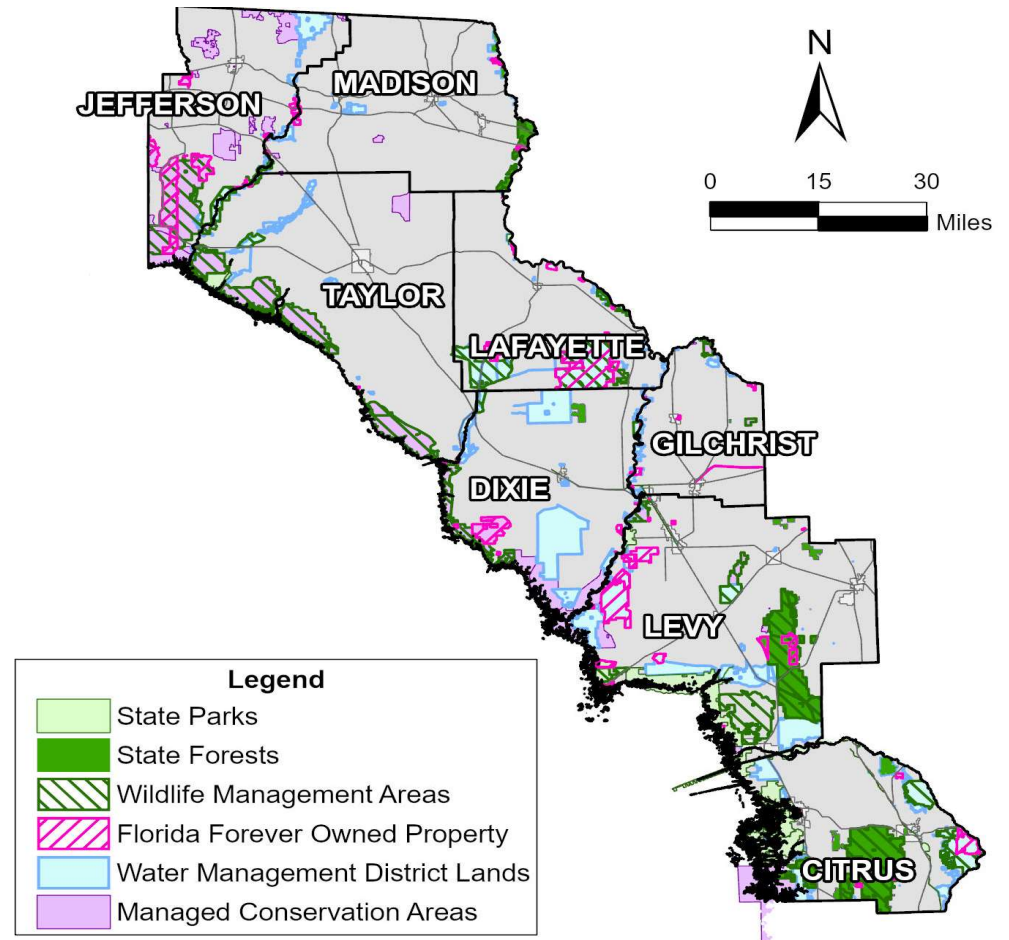 N
JEFFERSON
MADISON
0 15 30
Miles
TAYLOR
LAFAYETTE
GILCHRIST
DIXIE
LEVY
CITRUS
Legend
State Parks
State Forests
Wildlife Management Areas
Florida Forever Owned Property
Water Management District Lands
Managed Conservation Areas